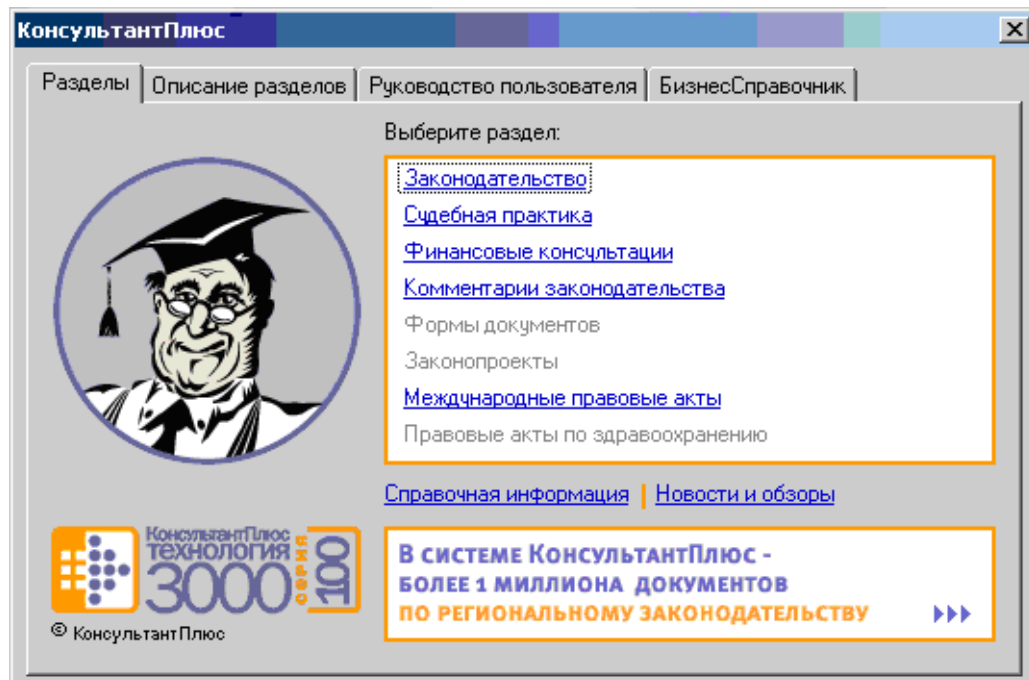 КонсультантПлюс
Разделы
Описание разделов
Руководство пользователя
БизнесСправочник
Выберите раздел:
Законодательство
Судебная практика
Финансовые консультации
Комментарии законодательства
Формы документов
Законопроекты
Международные правовые акты
Правовые акты по здравоохранению
Справочная информация | Новости и обзоры
КонсультантПлюс
технология
3000
серия
100
© КонсультантПлюс
В системе КонсультантПлюс -
более 1 миллиона документов
по региональному законодательству